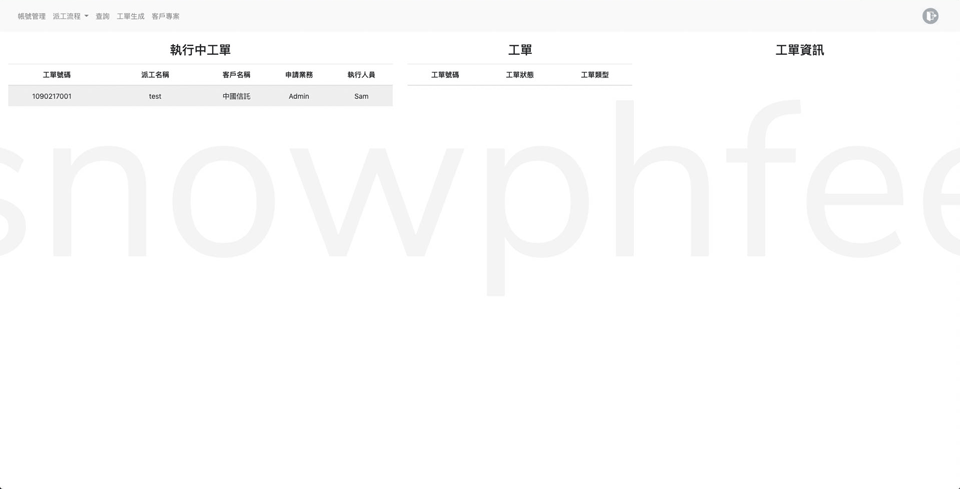 帳號管理 派工流程 查詢 工單生成 客戶專案
執行中工單
工單號碼 派工名稱 客戶名稱 申請業務 執行人員
1090217001 test 中國信託 Admin Sam
工單
工單號碼 工單狀態 工單類型
工單資訊
snowphfee